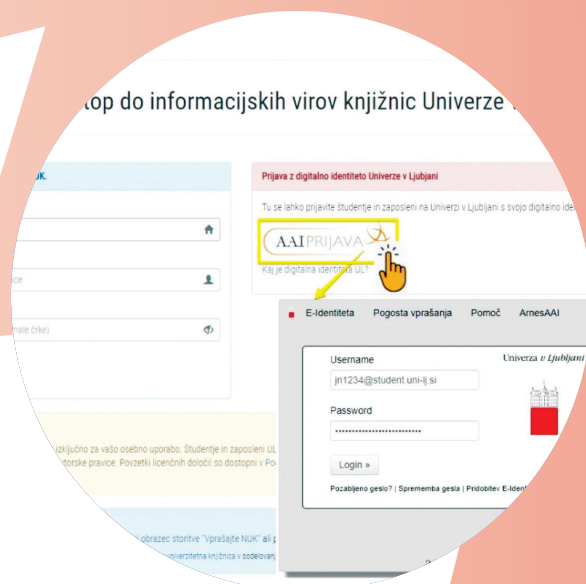 top do informacijskih virov knjižnic Univerze
NUK.
Prijava z digitalno identiteto Univerze v Ljubljani
Tu se lahko prijavite študentje in zaposleni na Univerzi v Ljubljani s svojo digitalno ide
AAI PRIJAVA
Kaj je digitalna identiteta UL?
ice
male črke)
E-Identiteta Pogosta vprašanja Pomoč ArnesAAI
Username
Univerza v Ljubljani
jn1234@student.uni-lj.si
Password
Login »
Pozabljeno geslo? | Sprememba gesla | Pridobitev E-Ident
izključno za vašo osebno uporabo. Študentje in zaposleni UL
torske pravice. Povzetki licenčnih določil so dostopni v Po
obrazec storitve "Vprašajte NUK" ali p
univerzitetna knjižnica v sodelovanj